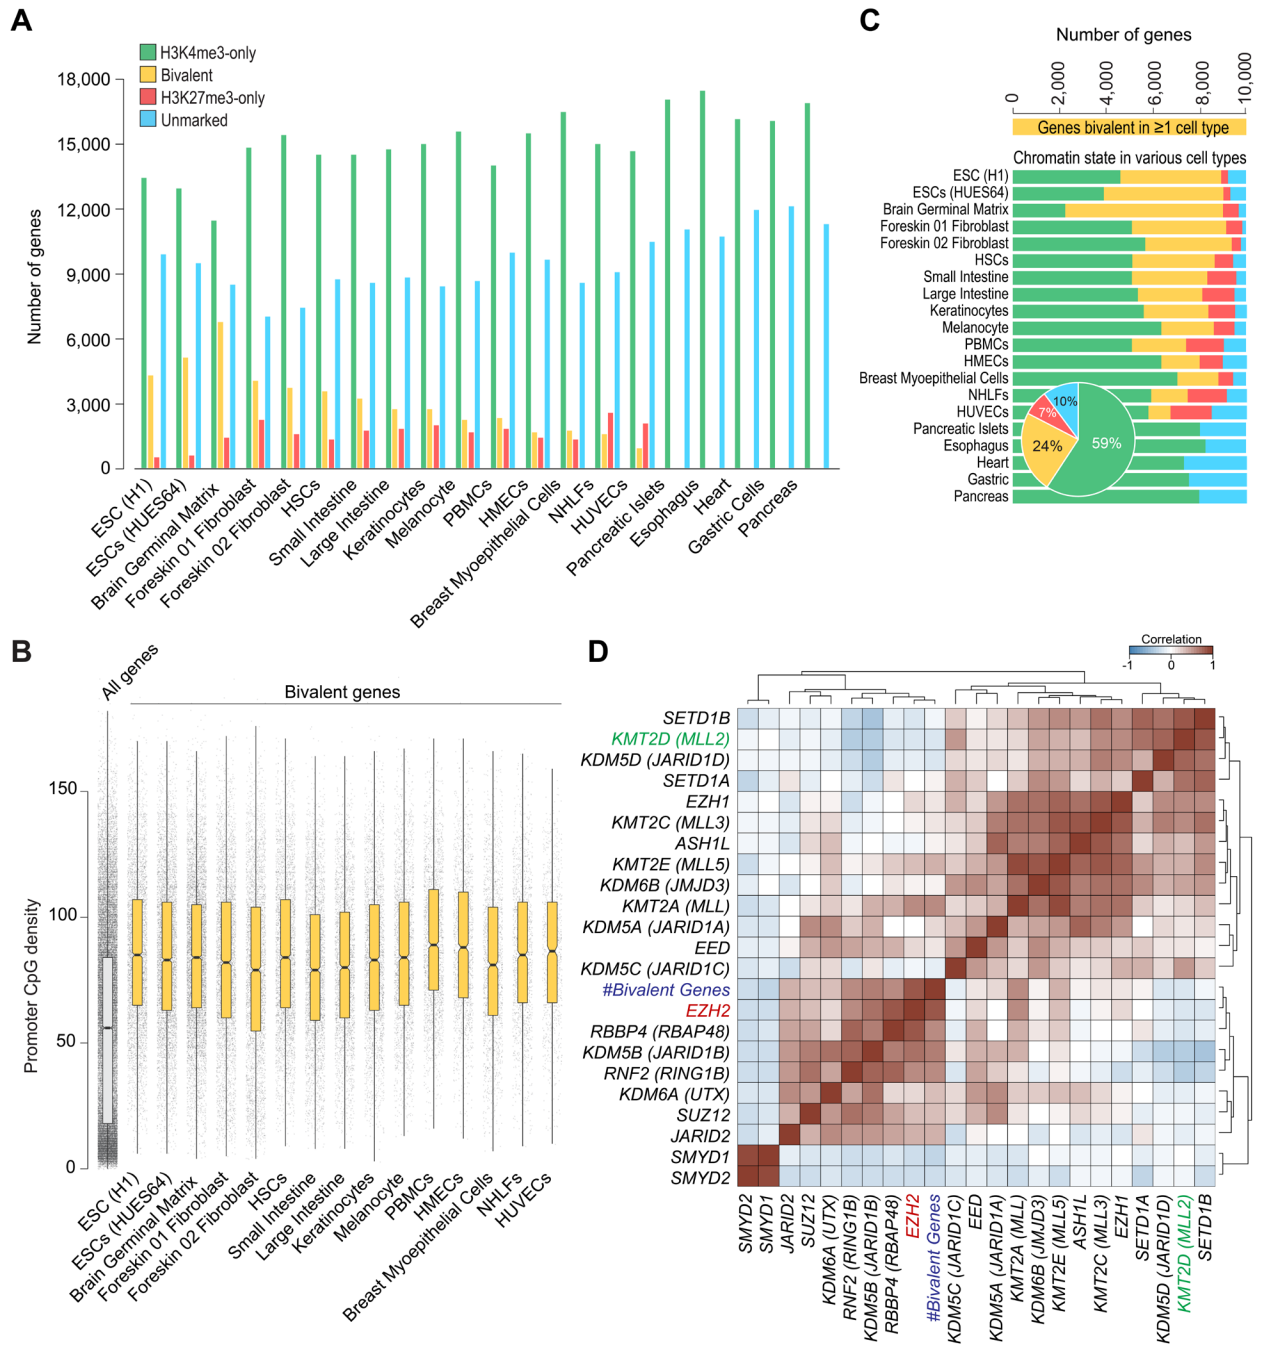 A
H3K4me3-only
Bivalent
H3K27me3-only
Unmarked
Number of genes
18,000
15,000
12,000
9,000
6,000
3,000
0
ESC (H1)
ESCs (HUES64)
Brain Germinal Matrix
Foreskin 01 Fibroblast
Foreskin 02 Fibroblast
HSCs
Small Intestine
Large Intestine
Keratinocytes
Melanocyte
PBMCs
HMECs
Breast Myoepithelial Cells
NHLFs
HUVECs
Pancreatic Islets
Esophagus
Heart
Gastric Cells
Pancreas
C
Number of genes
0
2,000
4,000
6,000
8,000
10,000
Genes bivalent in ≥1 cell type
Chromatin state in various cell types
ESC (H1)
ESCs (HUES64)
Brain Germinal Matrix
Foreskin 01 Fibroblast
Foreskin 02 Fibroblast
HSCs
Small Intestine
Large Intestine
Keratinocytes
Melanocyte
PBMCs
HMECs
Breast Myoepithelial Cells
NHLFs
HUVECs
Pancreatic Islets
Esophagus
Heart
Gastric
Pancreas
10%
7%
24%
59%
B
All genes
Bivalent genes
Promoter CpG density
150
100
50
0
ESC (H1)
ESCs (HUES64)
Brain Germinal Matrix
Foreskin 01 Fibroblast
Foreskin 02 Fibroblast
HSCs
Small Intestine
Large Intestine
Keratinocytes
Melanocyte
PBMCs
HMECs
Breast Myoepithelial Cells
NHLFs
HUVECs
D
Correlation
-1 0 1
SETD1B
KMT2D (MLL2)
KDM5D (JARID1D)
SETD1A
EZH1
KMT2C (MLL3)
ASH1L
KMT2E (MLL5)
KDM6B (JMJD3)
KMT2A (MLL)
KDM5A (JARID1A)
EED
KDM5C (JARID1C)
#Bivalent Genes
EZH2
RBBP4 (RBAP48)
KDM5B (JARID1B)
RNF2 (RING1B)
KDM6A (UTX)
SUZ12
JARID2
SMYD1
SMYD2
SMYD2
SMYD1
JARID2
SUZ12
KDM6A (UTX)
RNF2 (RING1B)
KDM5B (JARID1B)
RBBP4 (RBAP48)
EZH2
#Bivalent Genes
KDM5C (JARID1C)
EED
KDM5A (JARID1A)
KMT2A (MLL)
KDM6B (JMJD3)
KMT2E (MLL5)
ASH1L
KMT2C (MLL3)
EZH1
SETD1A
KDM5D (JARID1D)
KMT2D (MLL2)
SETD1B